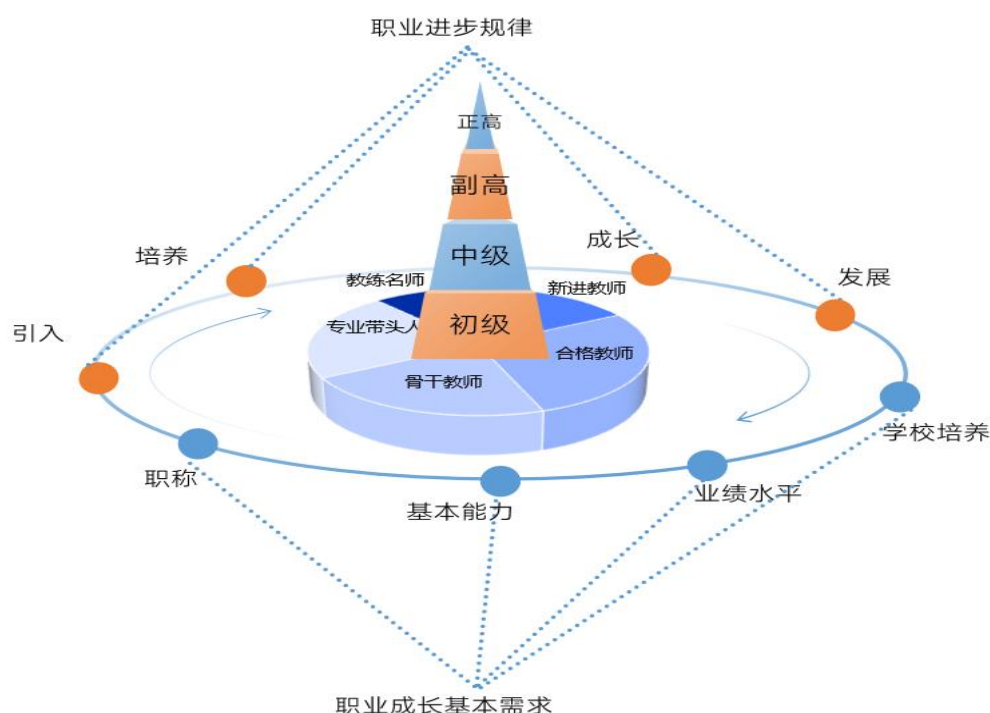 职业进步规律
正高
副高
培养
成长
中级
教练名师
新进教师
发展
引入
专业带头人
初级
合格教师
骨干教师
学校培养
职称
业绩水平
基本能力
职业成长基本需求